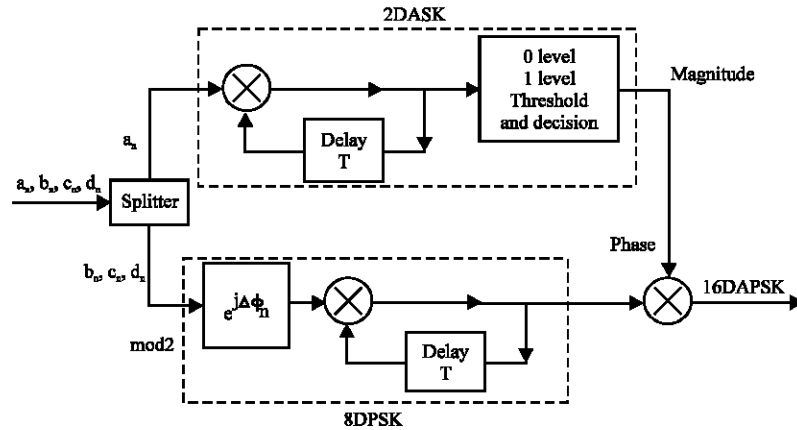 2DASK
0 level
1 level
Threshold
and decision
Magnitude
Delay
T
aₙ
aₙ, bₙ, cₙ, dₙ
Splitter
bₙ, cₙ, dₙ
Phase
e^jΔϕₙ
16DAPSK
mod2
Delay
T
8DPSK